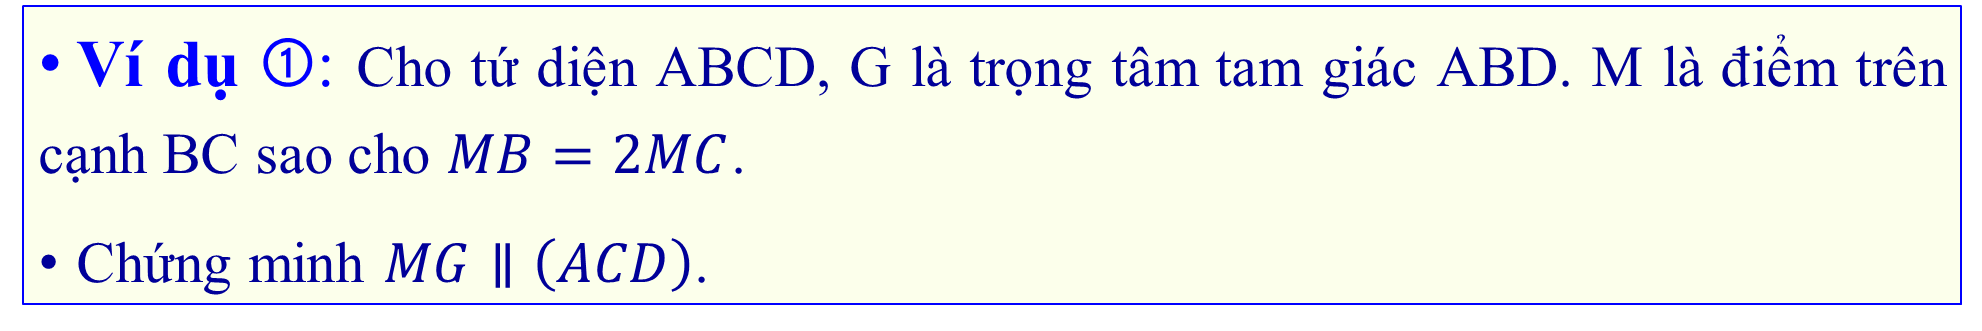 • Ví dụ ①: Cho tứ diện ABCD, G là trọng tâm tam giác ABD. M là điểm trên
cạnh BC sao cho 𝑀𝐵 = 2𝑀𝐶.
• Chứng minh 𝑀𝐺 ∥ (𝐴𝐶𝐷).